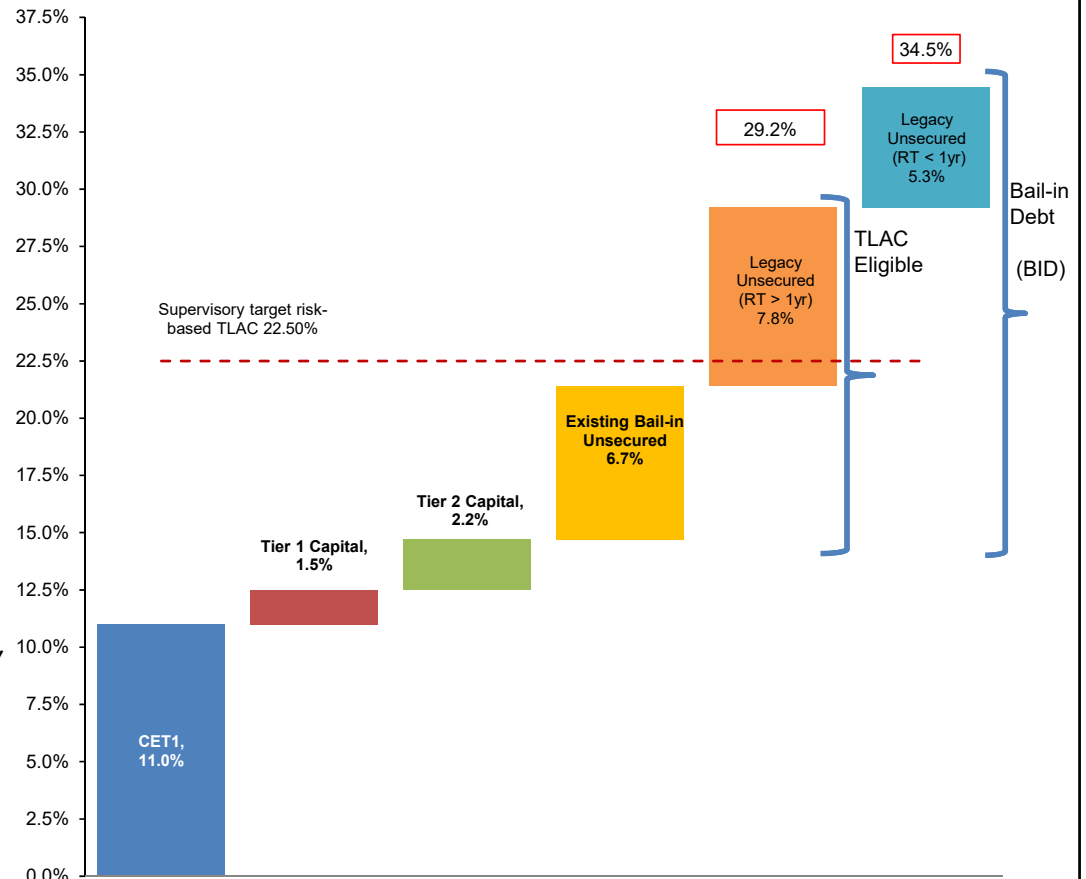 37.5%
35.0%
32.5%
30.0%
27.5%
25.0%
22.5%
20.0%
17.5%
15.0%
12.5%
10.0%
7.5%
5.0%
2.5%
0.0%
CET1,
11.0%
Tier 1 Capital,
1.5%
Tier 2 Capital,
2.2%
Existing Bail-in
Unsecured
6.7%
Supervisory target risk-
based TLAC 22.50%
29.2%
Legacy
Unsecured
(RT > 1yr)
7.8%
TLAC
Eligible
34.5%
Legacy
Unsecured
(RT < 1yr)
5.3%
Bail-in
Debt
(BID)